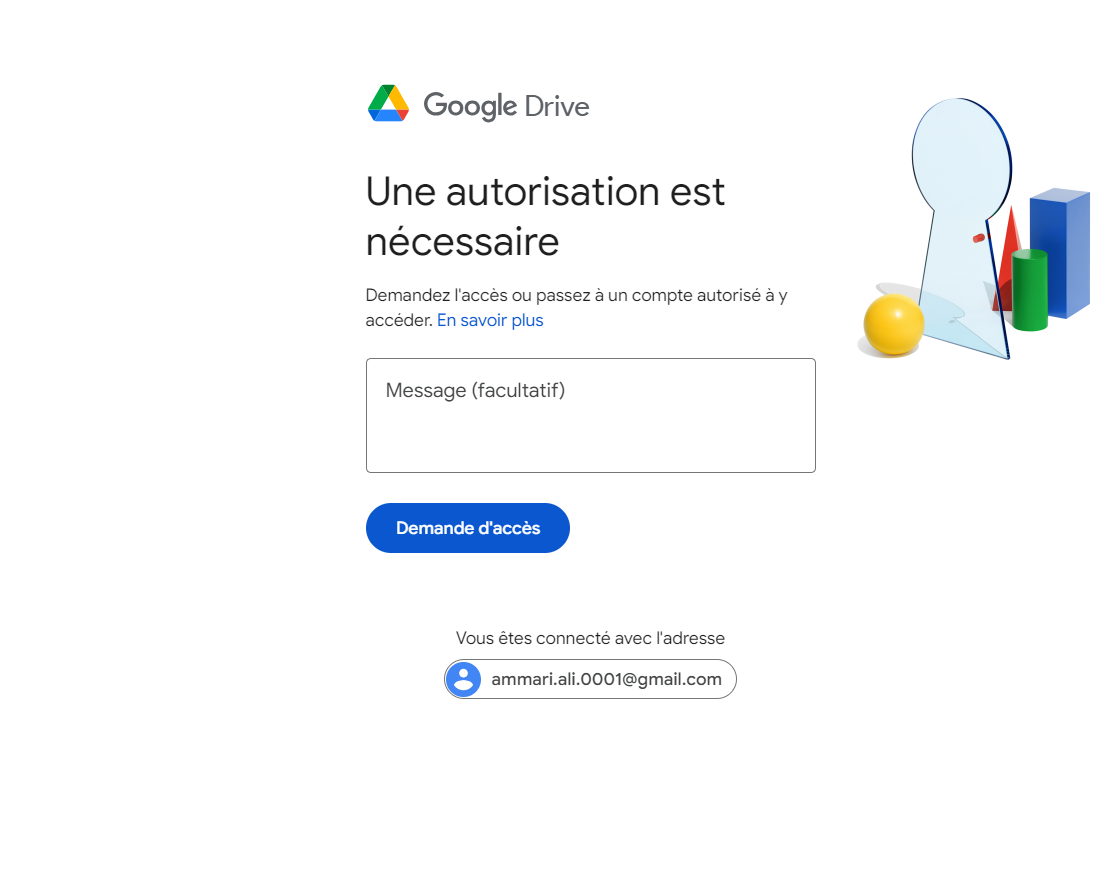 Google Drive
Une autorisation est
nécessaire
Demandez l'accès ou passez à un compte autorisé à y
accéder. En savoir plus
Message (facultatif)
Demande d'accès
Vous êtes connecté avec l'adresse
ammari.ali.0001@gmail.com